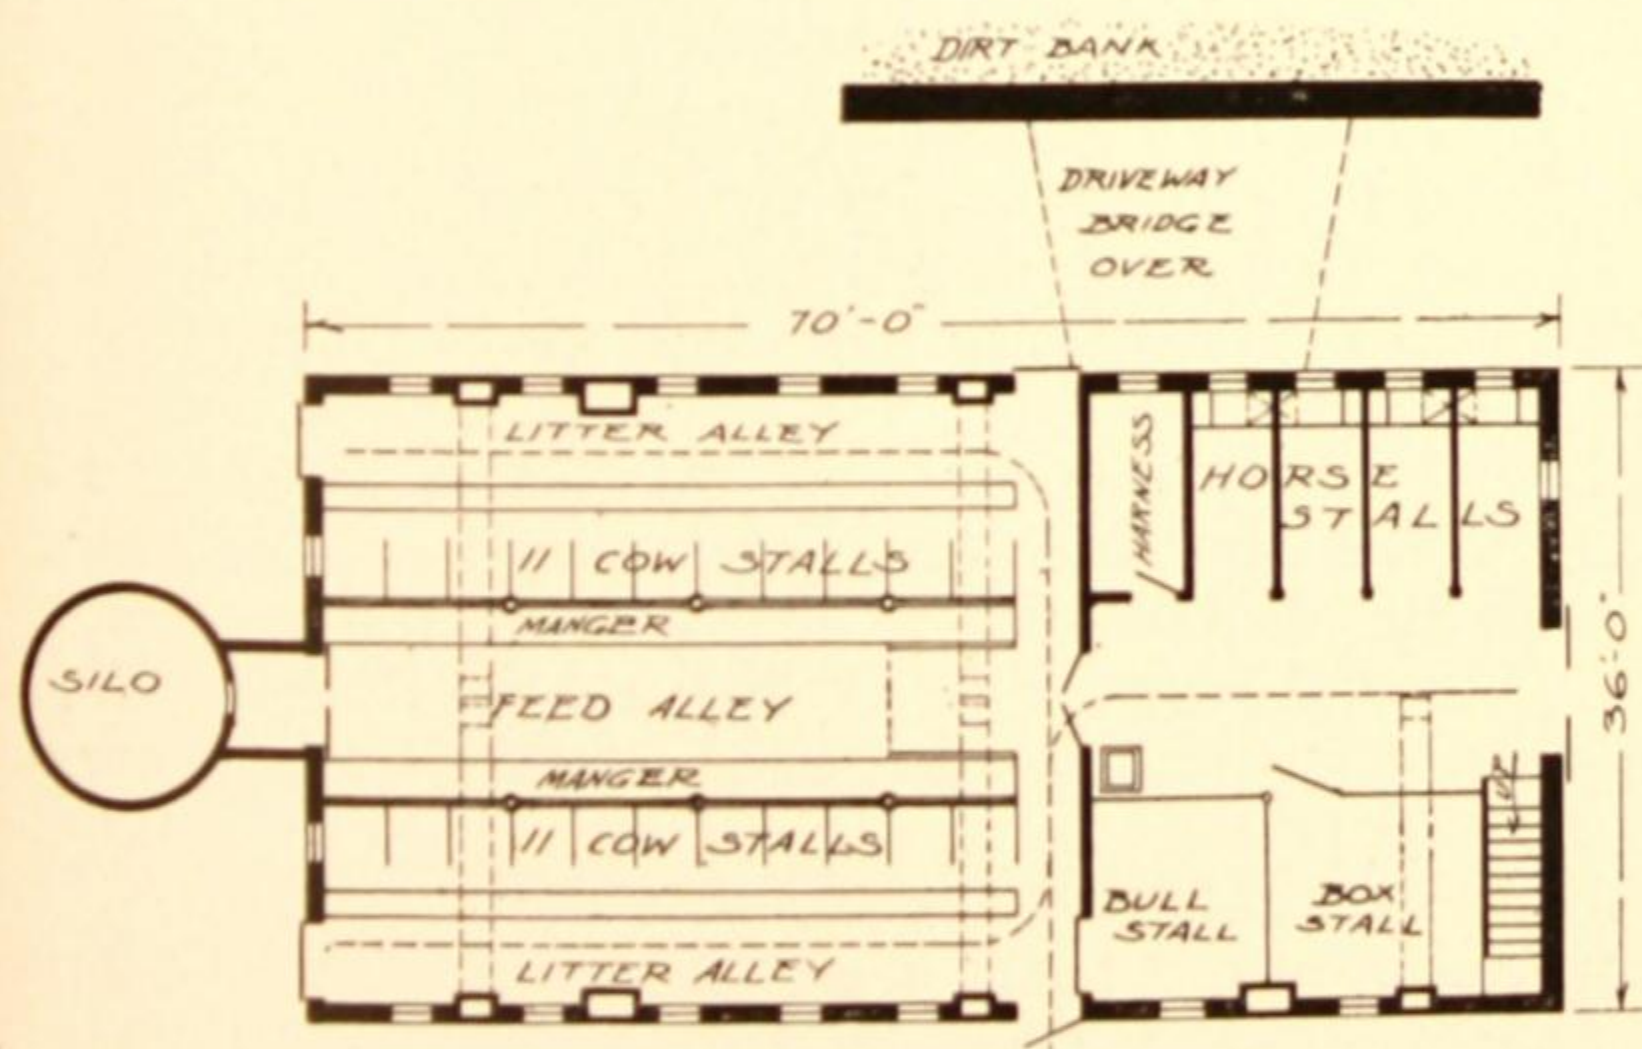 DIRT BANK
DRIVEWAY
BRIDGE
OVER
70'-0"
LITTER ALLEY
HARNESS
HORSE
STALLS
11 COW STALLS
MANGER
SILO
FEED ALLEY
36'-0"
MANGER
UP
11 COW STALLS
BULL
STALL
BOX
STALL
LITTER ALLEY